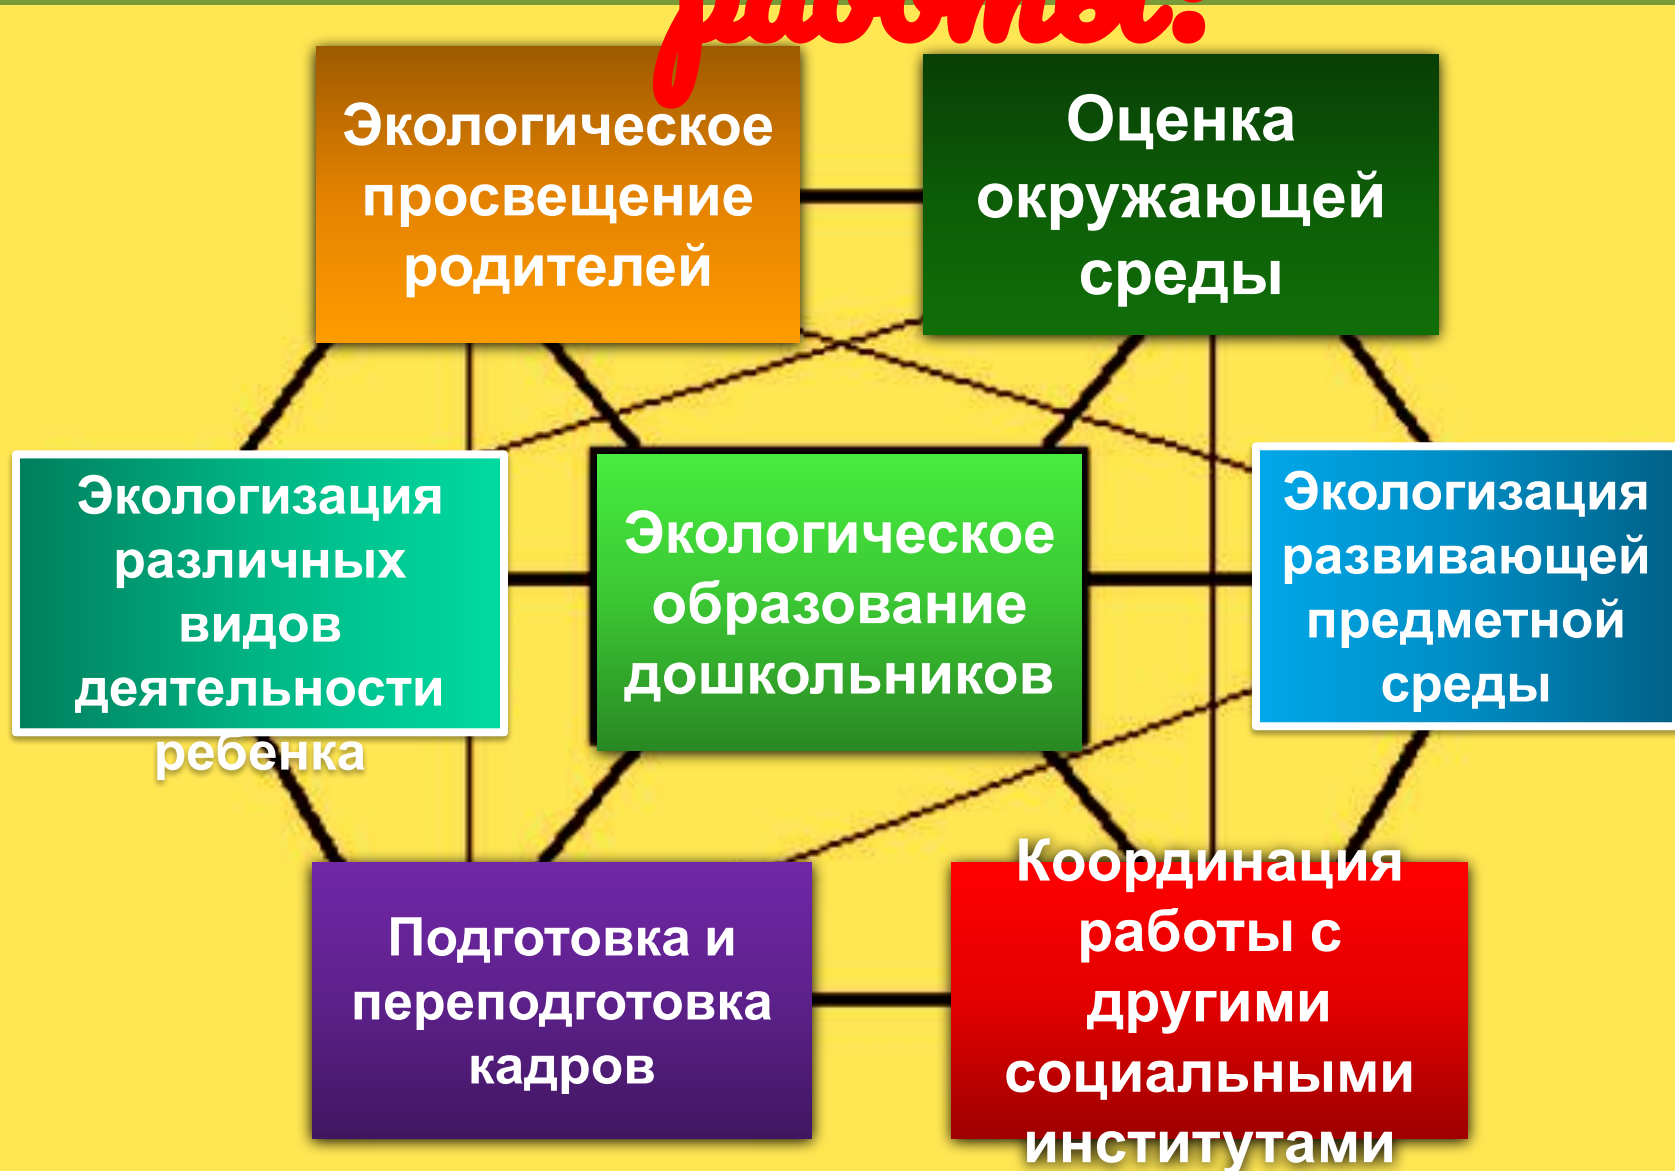 работы:
Экологическое
просвещение
родителей
Оценка
окружающей
среды
Экологизация
различных
видов
деятельности
ребенка
Экологическое
образование
дошкольников
Экологизация
развивающей
предметной
среды
Подготовка и
переподготовка
кадров
Координация
работы с
другими
социальными
институтами